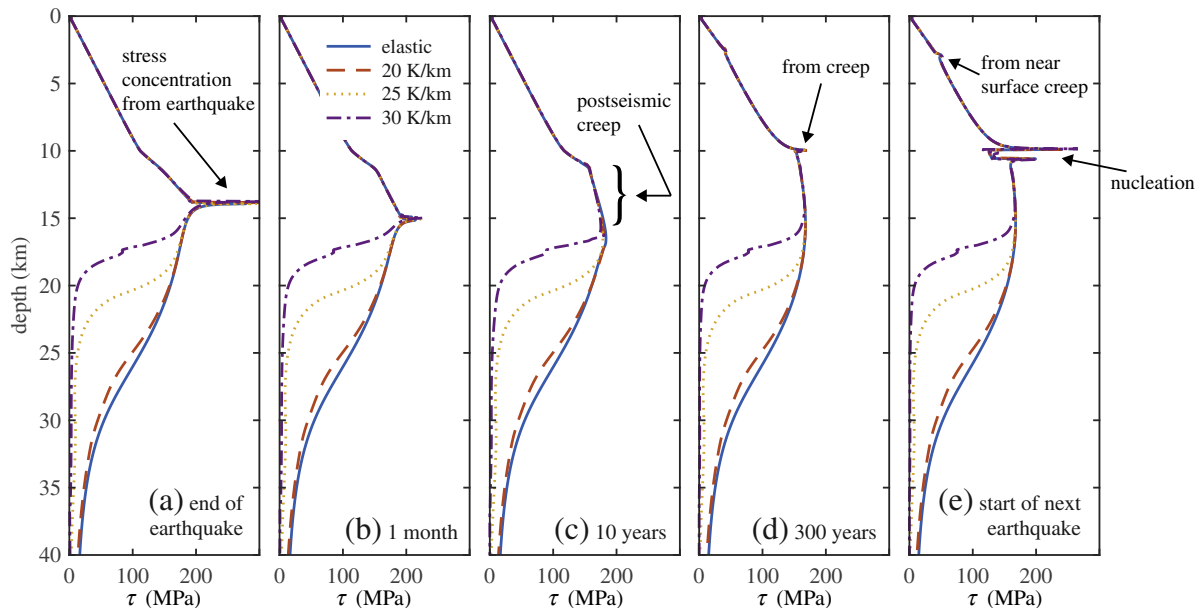 0
5
10
15
20
25
30
35
40
depth (km)
stress
concentration
from earthquake
(a) end of
earthquake
0 100 200
τ (MPa)
elastic
20 K/km
25 K/km
30 K/km
(b) 1 month
0 100 200
τ (MPa)
postseismic
creep
}
(c) 10 years
0 100 200
τ (MPa)
from creep
(d) 300 years
0 100 200
τ (MPa)
from near
surface creep
nucleation
(e) start of next
earthquake
0 100 200
τ (MPa)